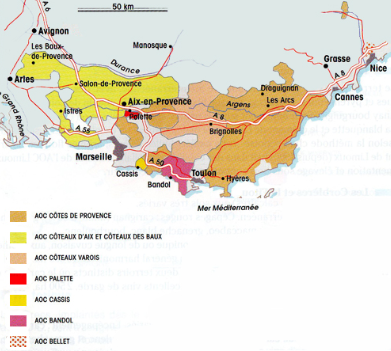 50 km
A 6
Avignon
Les Baux-
de-Provence
Durance
Manosque
Arles
Salon-de-Provence
Grasse
A 8
Nice
Cannes
Grand Rhône
Istres
Aix-en-Provence
Palette
Argens
Draguignan
Les Arcs
A 8
A 55
Brignolles
Marseille
Cassis
A 50
Bandol
Toulon
Hyères
Mer Méditerranée
AOC CÔTES DE PROVENCE
AOC CÔTEAUX D'AIX ET CÔTEAUX DES BAUX
AOC CÔTEAUX VAROIS
AOC PALETTE
AOC CASSIS
AOC BANDOL
AOC BELLET